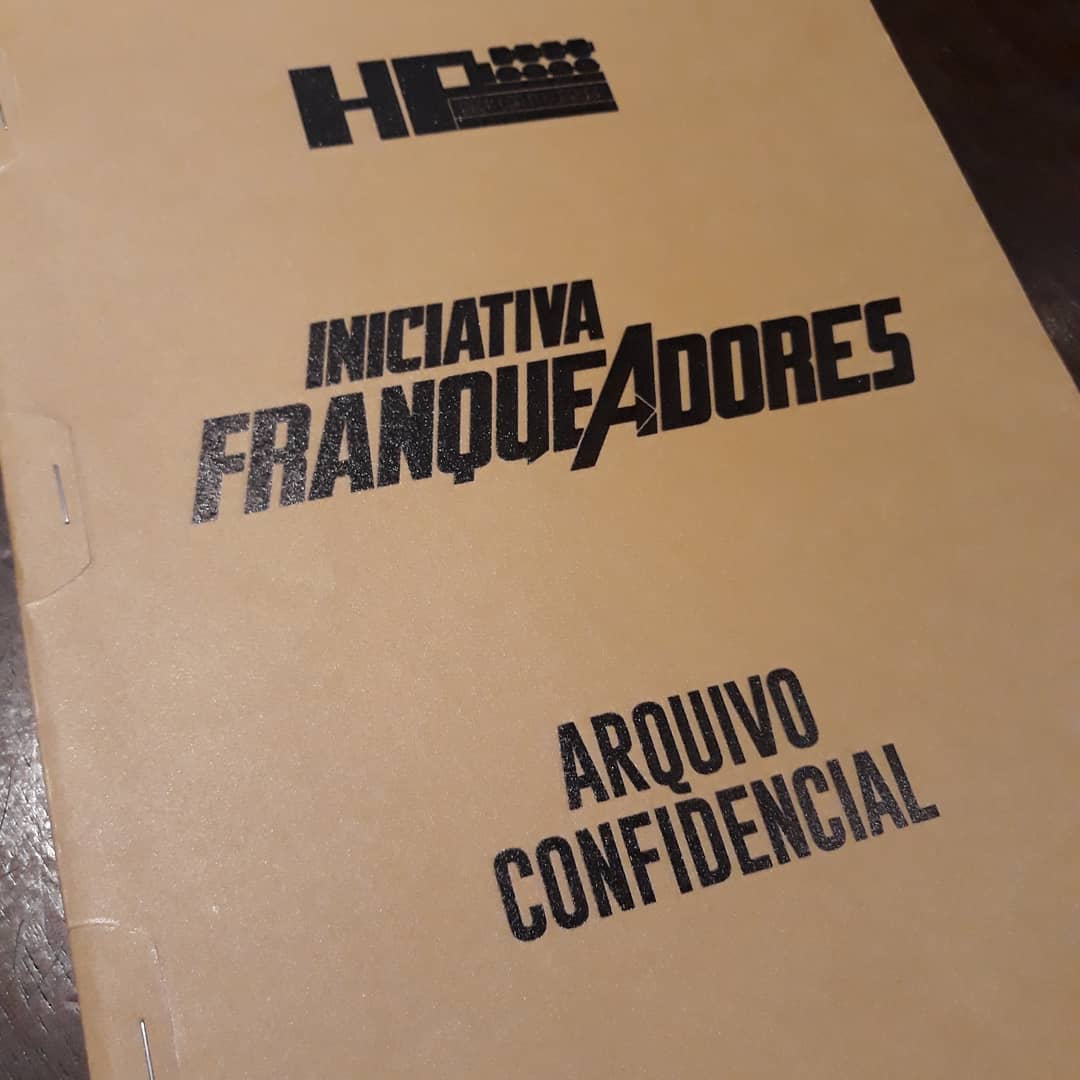 HP
INICIATIVA
FRANQUEADORES
ARQUIVO
CONFIDENCIAL